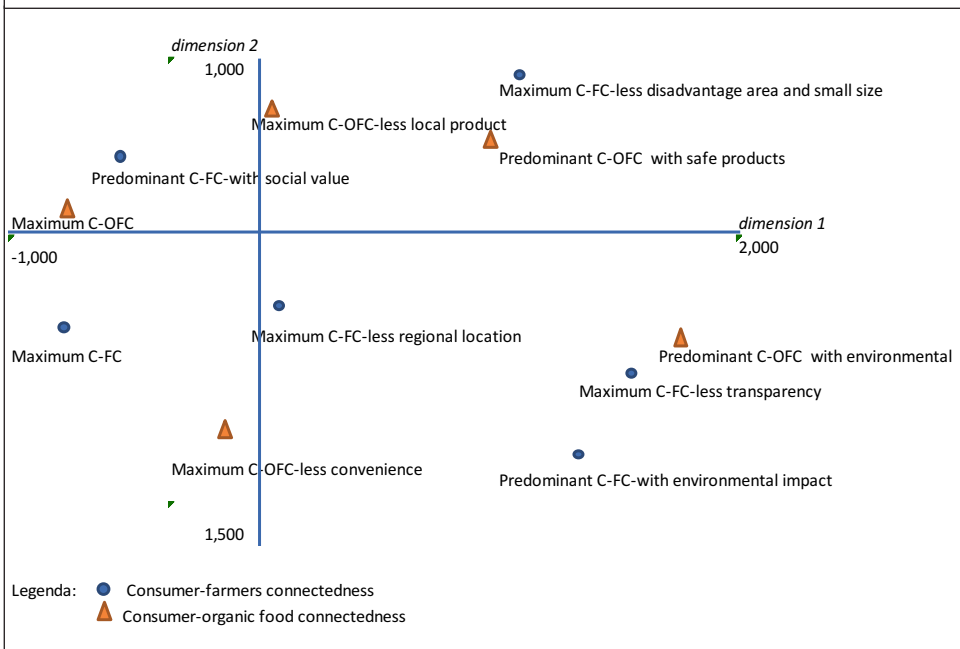 dimension 2
1,000
Maximum C-FC-less disadvantage area and small size
Maximum C-OFC-less local product
Predominant C-OFC with safe products
Predominant C-FC-with social value
Maximum C-OFC
dimension 1
-1,000
2,000
Maximum C-FC-less regional location
Maximum C-FC
Predominant C-OFC with environmental
Maximum C-FC-less transparency
Maximum C-OFC-less convenience
Predominant C-FC-with environmental impact
1,500
Legenda:
Consumer-farmers connectedness
Consumer-organic food connectedness